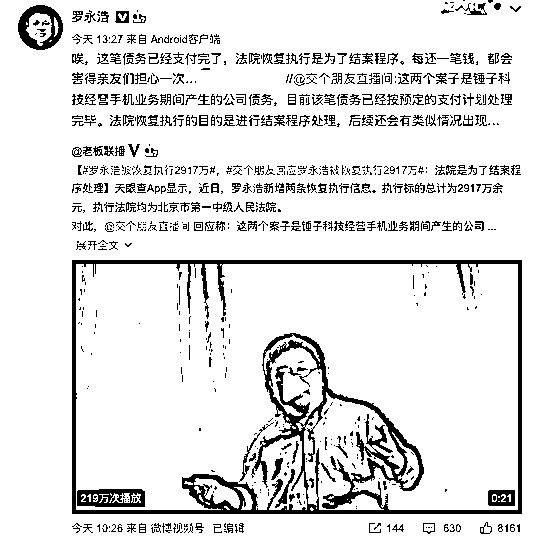 罗永浩
今天 13:27 来自 Android客户端
唉，这笔债务已经支付完了，法院恢复执行是为了结案程序。每还一笔钱，都会
害得亲友们担心一次... //@交个朋友直播间:这两个案子是锤子科
技经营手机业务期间产生的公司债务，目前该笔债务已经按预定的支付计划处理
完毕。法院恢复执行的目的是进行结案程序处理，后续还会有类似情况出现...
@老板联播
【#罗永浩被恢复执行2917万#，#交个朋友回应罗永浩被恢复执行2917万#：法院是为了结案程
序处理】天眼查App显示，近日，罗永浩新增两条恢复执行信息。执行标的总计为2917万余
元，执行法院均为北京市第一中级人民法院。
对此，@交个朋友直播间 回应称：这两个案子是锤子科技经营手机业务期间产生的公司 ...
展开全文
219万次播放 0:21
今天 10:26 来自 微博视频号 已编辑 144 630 8161